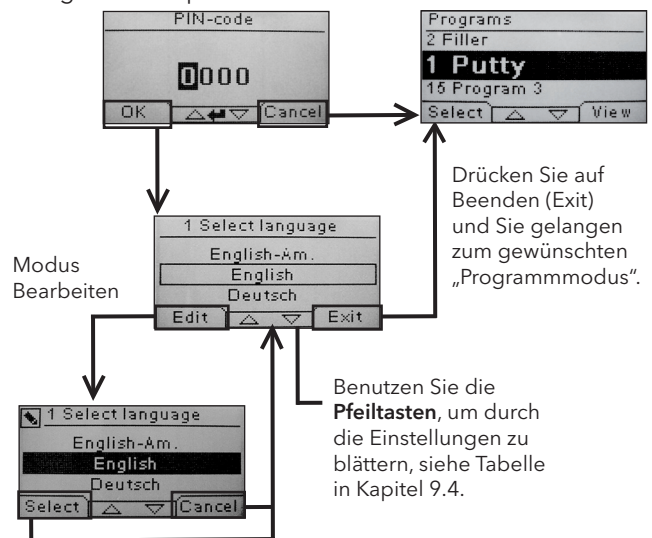 PIN-code
0000
OK
Cancel
Programs
2 Filler
1 Putty
15 Program 3
Select
View
Drücken Sie auf
Beenden (Exit)
und Sie gelangen
zum gewünschten
„Programmmodus“.
1 Select language
English-Am.
English
Deutsch
Edit
Exit
Modus
Bearbeiten
Benutzen Sie die
Pfeiltasten, um durch
die Einstellungen zu
blättern, siehe Tabelle
in Kapitel 9.4.
1 Select language
English-Am.
English
Deutsch
Select
Cancel